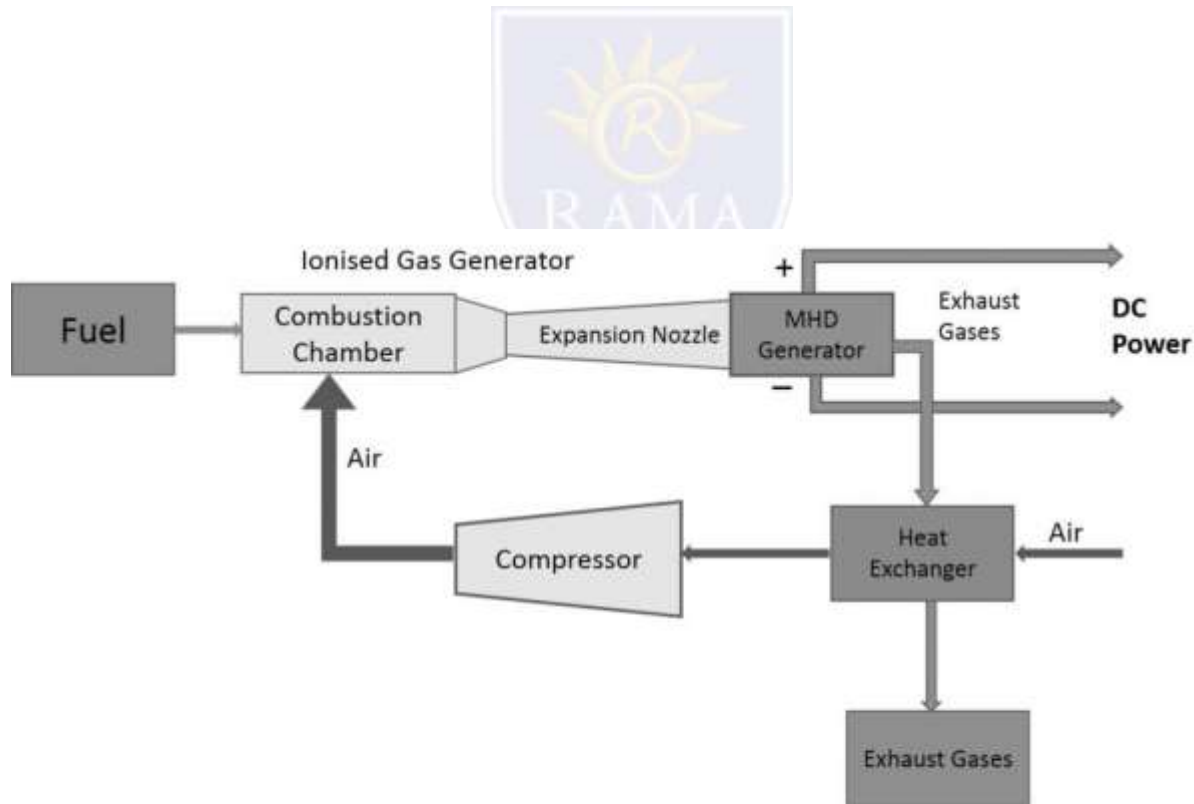 R
RAMA
Ionised Gas Generator
Fuel
Combustion
Chamber
Expansion Nozzle
+
MHD
Generator
−
Exhaust
Gases
DC
Power
Air
Compressor
Heat
Exchanger
Air
Exhaust Gases